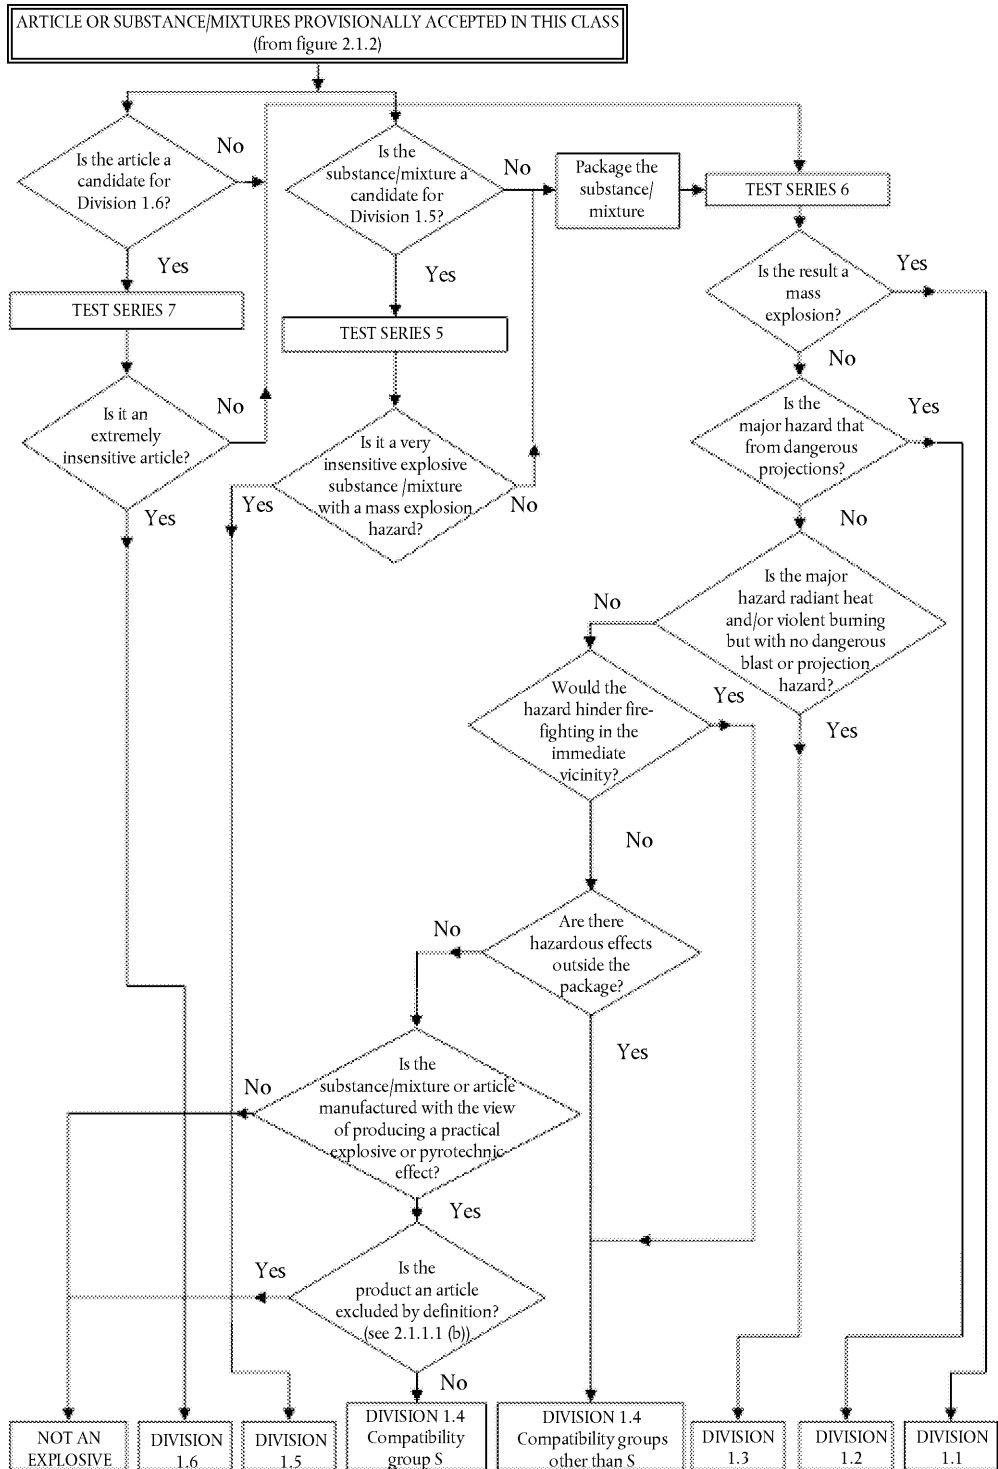 ARTICLE OR SUBSTANCE/MIXTURES PROVISIONALLY ACCEPTED IN THIS CLASS
(from figure 2.1.2)
Is the article a
candidate for
Division 1.6?
No
Yes
TEST SERIES 7
Is it an
extremely
insensitive article?
No
Yes
Is the
substance/mixture a
candidate for
Division 1.5?
No
Yes
TEST SERIES 5
Is it a very
insensitive explosive
substance /mixture
with a mass explosion
hazard?
Yes
No
Package the
substance/
mixture
TEST SERIES 6
Is the result a
mass
explosion?
Yes
No
Is the
major hazard that
from dangerous
projections?
Yes
No
Is the major
hazard radiant heat
and/or violent burning
but with no dangerous
blast or projection
hazard?
No
Yes
Would the
hazard hinder fire-
fighting in the
immediate
vicinity?
Yes
No
Are there
hazardous effects
outside the
package?
No
Yes
Is the
substance/mixture or article
manufactured with the view
of producing a practical
explosive or pyrotechnic
effect?
No
Yes
Is the
product an article
excluded by definition?
(see 2.1.1.1 (b))
Yes
No
NOT AN
EXPLOSIVE
DIVISION
1.6
DIVISION
1.5
DIVISION 1.4
Compatibility
group S
DIVISION 1.4
Compatibility groups
other than S
DIVISION
1.3
DIVISION
1.2
DIVISION
1.1